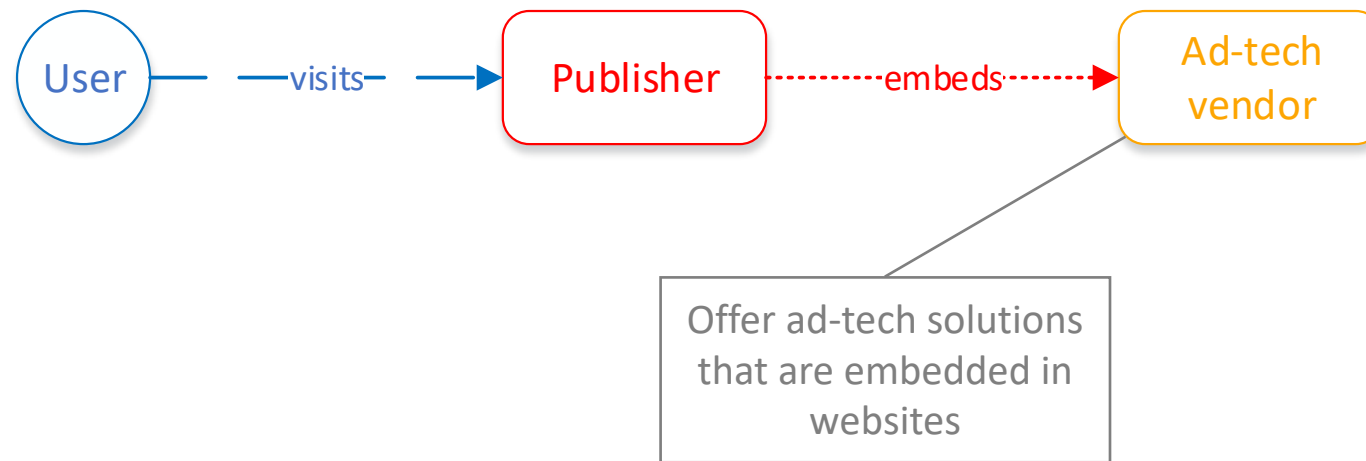 User
visits
Publisher
embeds
Ad-tech
vendor
Offer ad-tech solutions
that are embedded in
websites